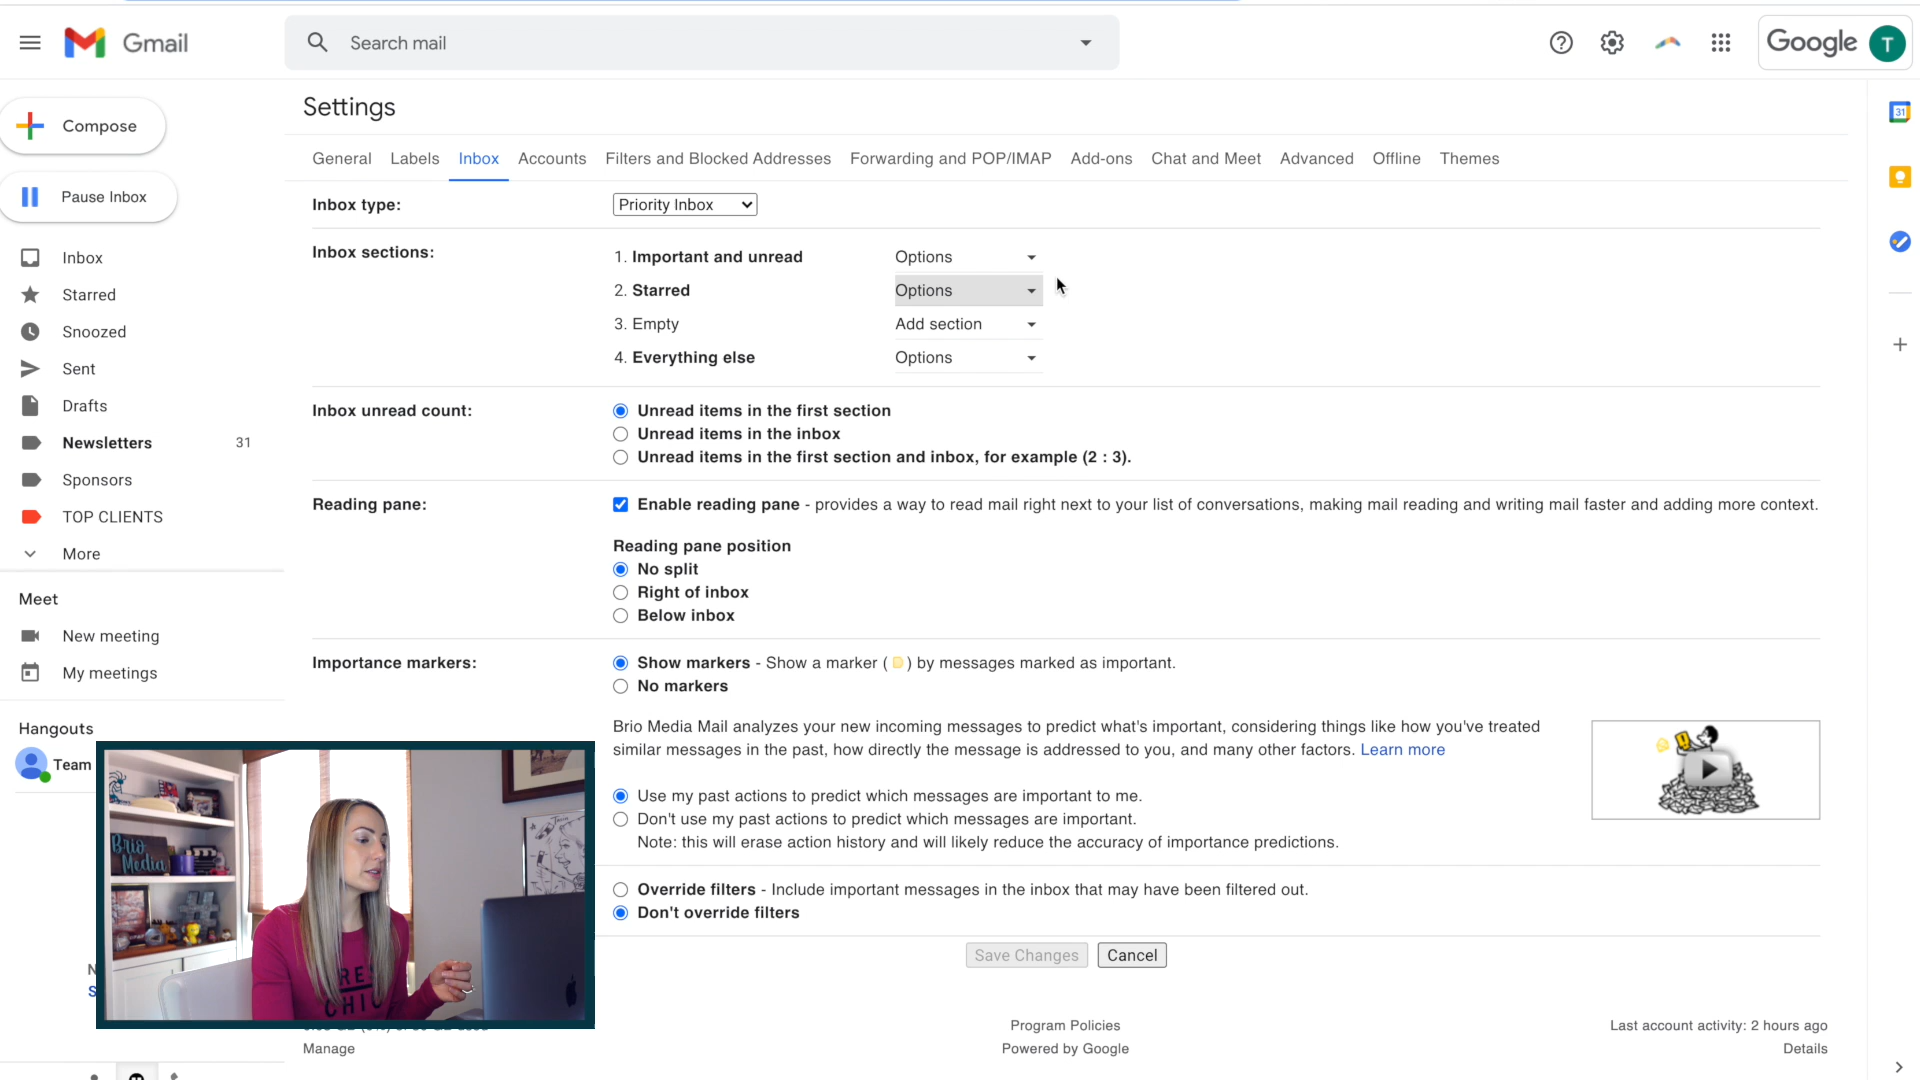 Gmail
Search mail
Google
T
31
Compose
Pause Inbox
Inbox
Starred
Snoozed
Sent
Drafts
Newsletters 31
Sponsors
TOP CLIENTS
More
Meet
New meeting
My meetings
Hangouts
Team
Settings
General Labels Inbox Accounts Filters and Blocked Addresses Forwarding and POP/IMAP Add-ons Chat and Meet Advanced Offline Themes
Inbox type: Priority Inbox
Inbox sections:
1. Important and unread Options
2. Starred Options
3. Empty Add section
4. Everything else Options
Inbox unread count:
Unread items in the first section
Unread items in the inbox
Unread items in the first section and inbox, for example (2 : 3).
Reading pane:
Enable reading pane - provides a way to read mail right next to your list of conversations, making mail reading and writing mail faster and adding more context.
Reading pane position
No split
Right of inbox
Below inbox
Importance markers:
Show markers - Show a marker ( ) by messages marked as important.
No markers
Brio Media Mail analyzes your new incoming messages to predict what's important, considering things like how you've treated
similar messages in the past, how directly the message is addressed to you, and many other factors. Learn more
Use my past actions to predict which messages are important to me.
Don't use my past actions to predict which messages are important.
Note: this will erase action history and will likely reduce the accuracy of importance predictions.
Override filters - Include important messages in the inbox that may have been filtered out.
Don't override filters
Save Changes Cancel
Brio
Media
CHIC
Manage
Program Policies
Powered by Google
Last account activity: 2 hours ago
Details